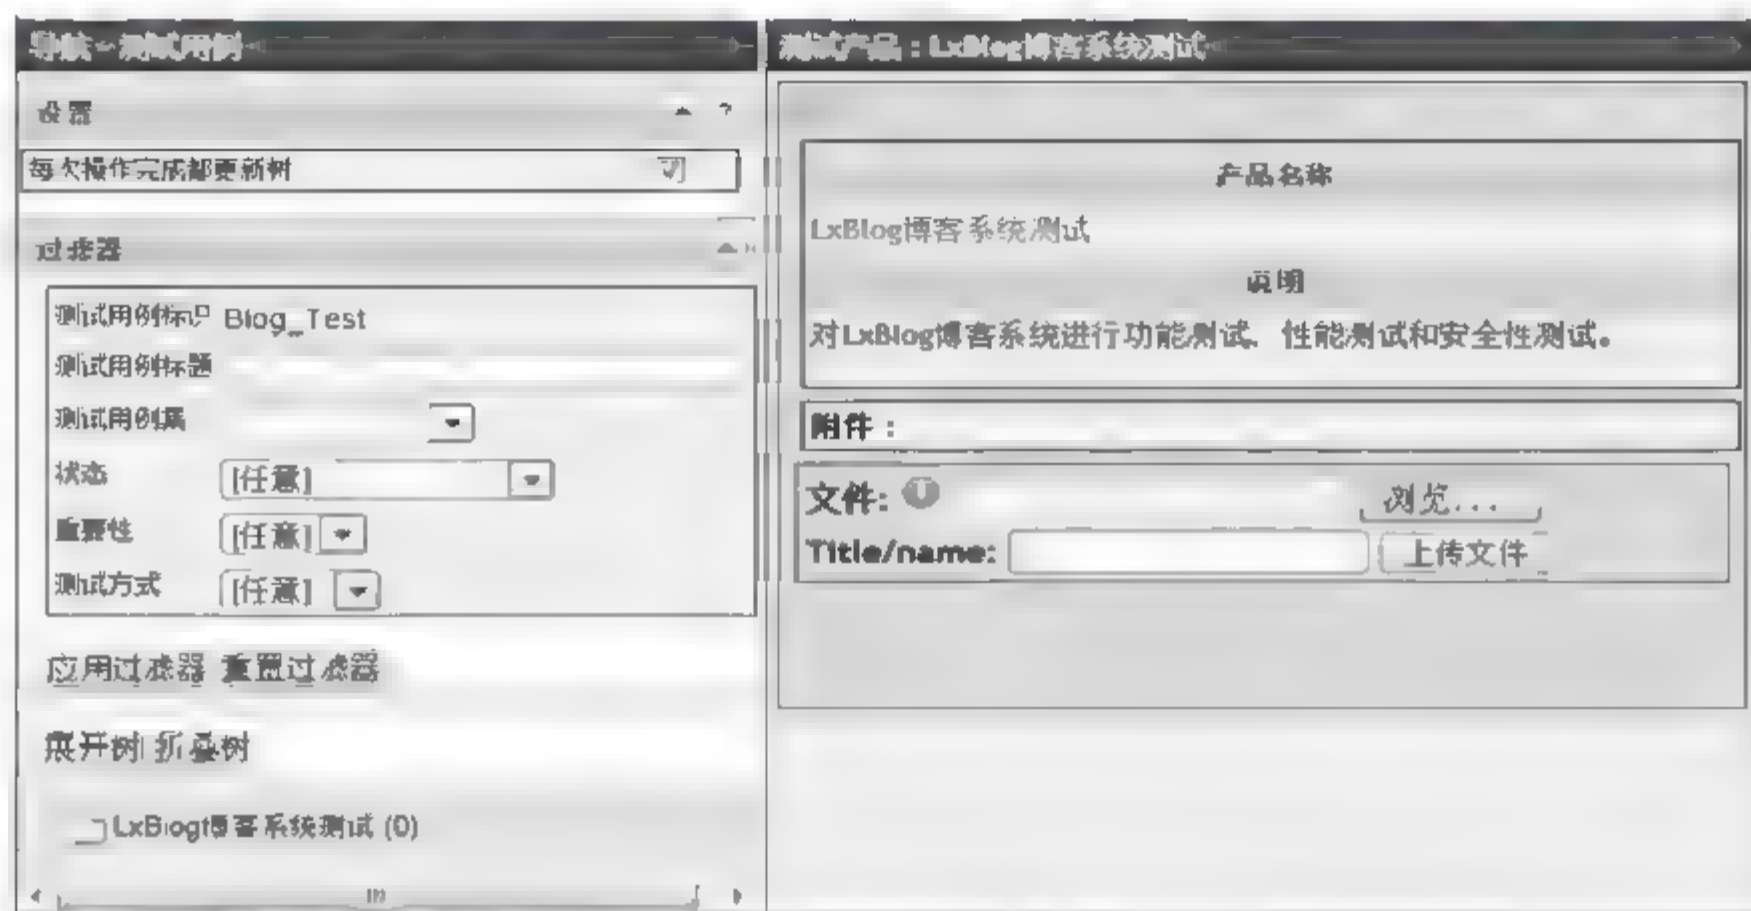 导航 - 测试用例
设置
?
每次操作完成都更新树
过滤器
测试用例标识 Blog_Test
测试用例标题
测试用例集
状态 [任意]
重要性 [任意]
测试方式 [任意]
应用过滤器 重置过滤器
展开树 折叠树
LxBlog博客系统测试 (0)
测试产品：LxBlog博客系统测试
产品名称
LxBlog博客系统测试
说明
对LxBlog博客系统进行功能测试、性能测试和安全性测试。
附件：
文件: 浏览...
Title/name: 上传文件